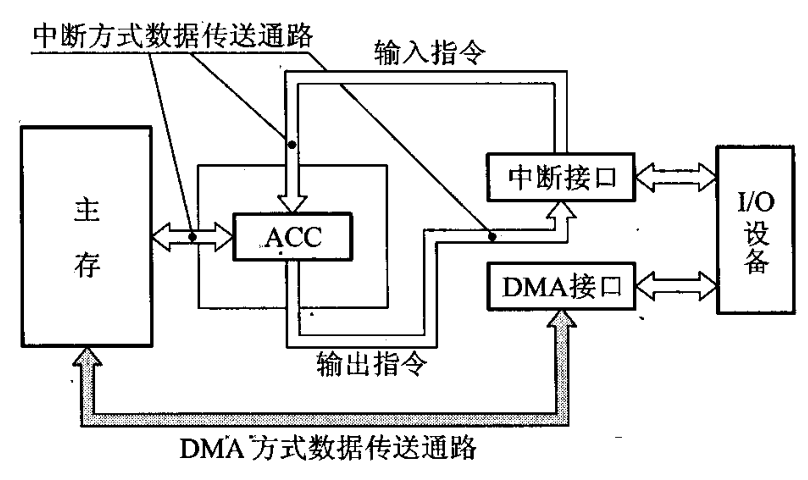 中断方式数据传送通路
输入指令
主
存
ACC
中断接口
I/O
设
备
DMA接口
输出指令
DMA方式数据传送通路